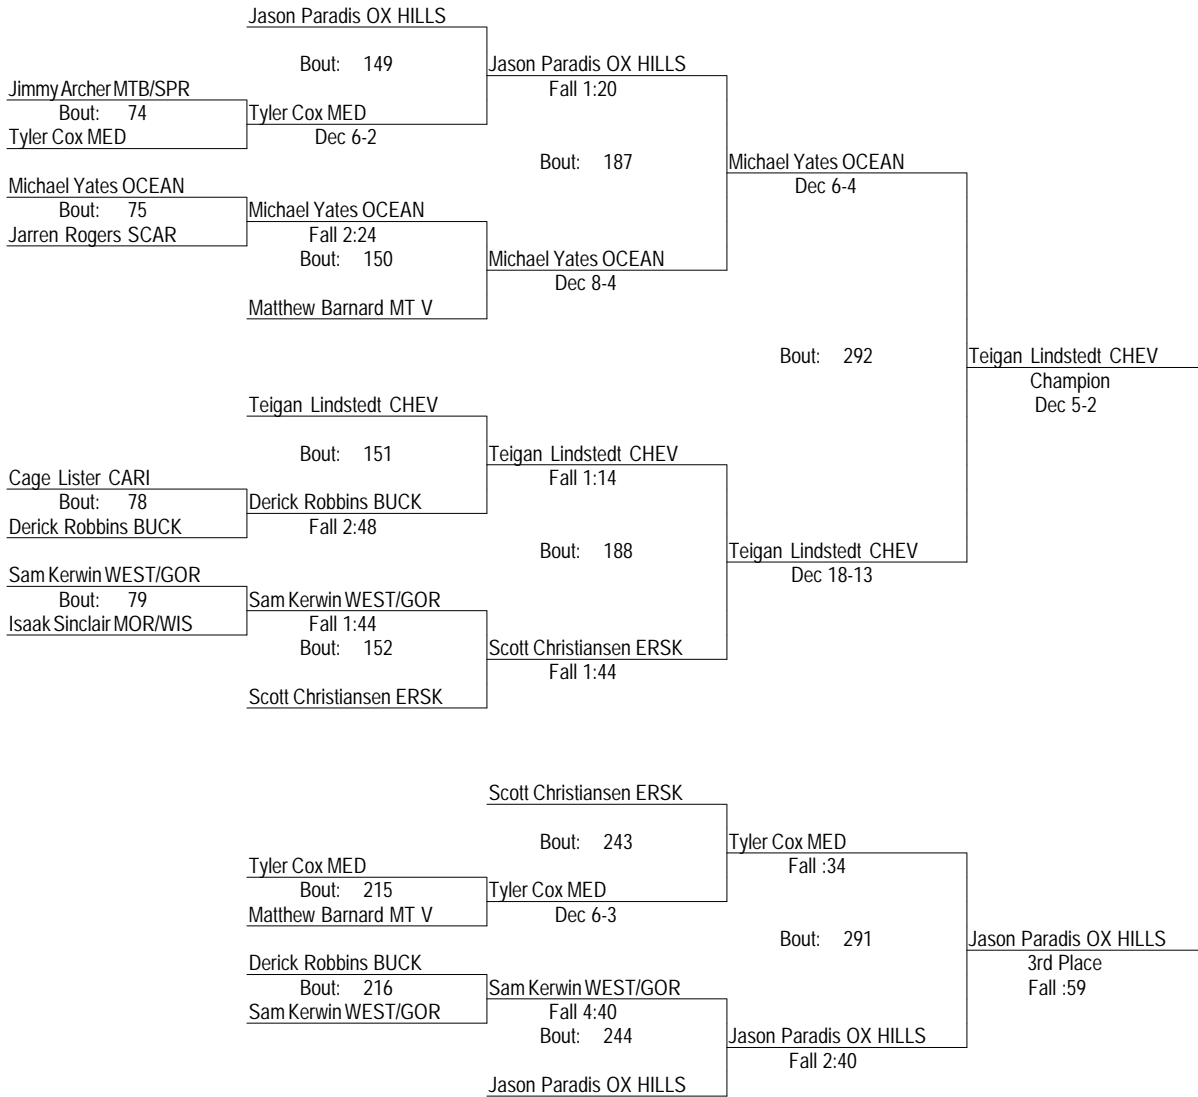 Jason Paradis OX HILLS
Bout: 149
Jason Paradis OX HILLS
Fall 1:20
Jimmy Archer MTB/SPR
Bout: 74
Tyler Cox MED
Tyler Cox MED
Dec 6-2
Bout: 187
Michael Yates OCEAN
Dec 6-4
Michael Yates OCEAN
Bout: 75
Jarren Rogers SCAR
Michael Yates OCEAN
Fall 2:24
Bout: 150
Michael Yates OCEAN
Dec 8-4
Matthew Barnard MT V
Bout: 292
Teigan Lindstedt CHEV
Champion
Dec 5-2
Teigan Lindstedt CHEV
Bout: 151
Teigan Lindstedt CHEV
Fall 1:14
Cage Lister CARI
Bout: 78
Derick Robbins BUCK
Derick Robbins BUCK
Fall 2:48
Bout: 188
Teigan Lindstedt CHEV
Dec 18-13
Sam Kerwin WEST/GOR
Bout: 79
Isaak Sinclair MOR/WIS
Sam Kerwin WEST/GOR
Fall 1:44
Bout: 152
Scott Christiansen ERSK
Fall 1:44
Scott Christiansen ERSK
Scott Christiansen ERSK
Bout: 243
Tyler Cox MED
Fall :34
Tyler Cox MED
Bout: 215
Matthew Barnard MT V
Tyler Cox MED
Dec 6-3
Bout: 291
Jason Paradis OX HILLS
3rd Place
Fall :59
Derick Robbins BUCK
Bout: 216
Sam Kerwin WEST/GOR
Sam Kerwin WEST/GOR
Fall 4:40
Bout: 244
Jason Paradis OX HILLS
Fall 2:40
Jason Paradis OX HILLS